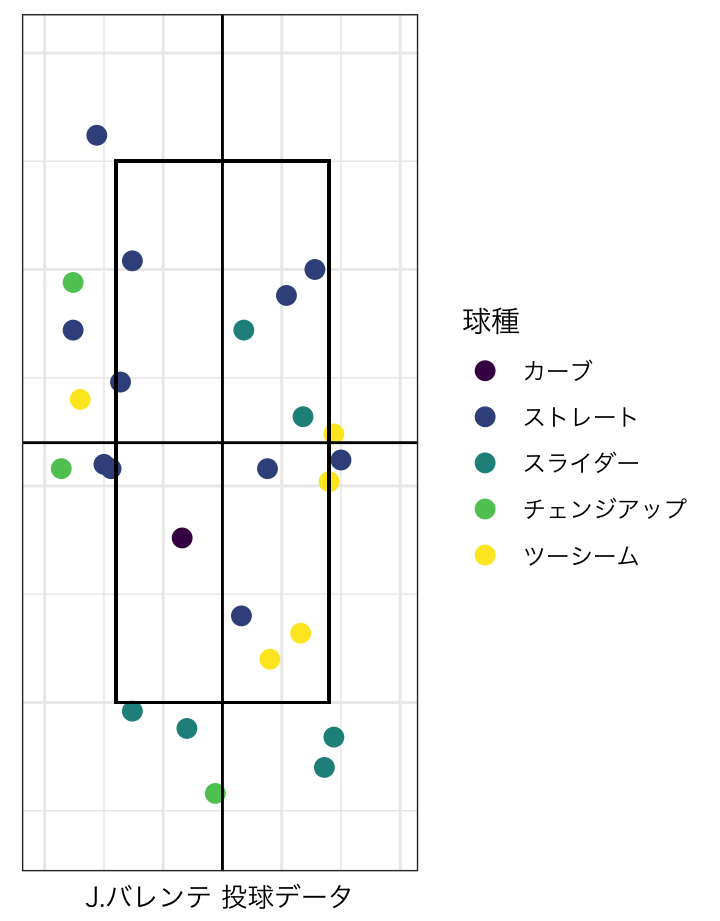 球種
カーブ
ストレート
スライダー
チェンジアップ
ツーシーム
J.バレンテ 投球データ